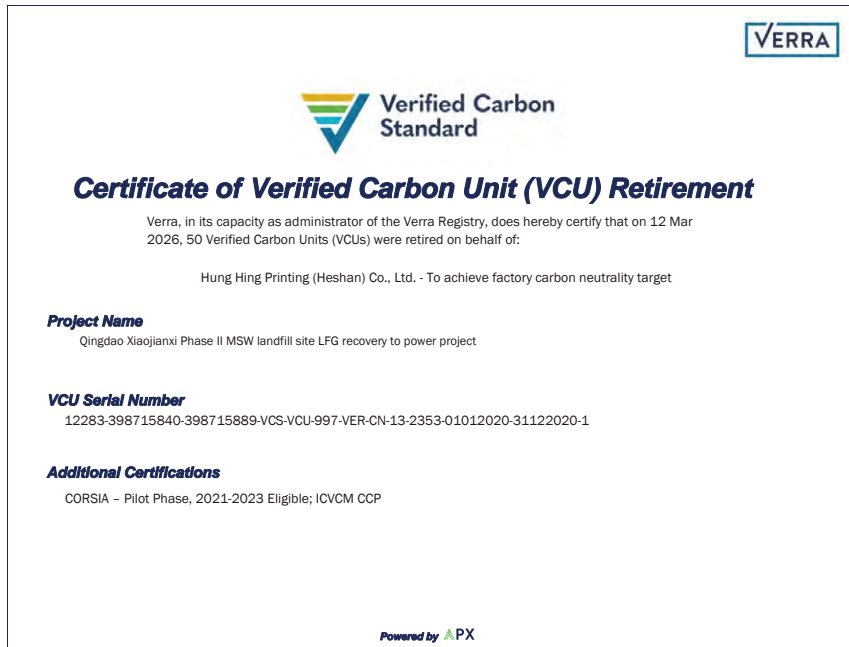 VERRA
Verified Carbon
Standard
Certificate of Verified Carbon Unit (VCU) Retirement
Verra, in its capacity as administrator of the Verra Registry, does hereby certify that on 12 Mar
2026, 50 Verified Carbon Units (VCUs) were retired on behalf of:
Hung Hing Printing (Heshan) Co., Ltd. - To achieve factory carbon neutrality target
Project Name
Qingdao Xiaojianxi Phase II MSW landfill site LFG recovery to power project
VCU Serial Number
12283-398715840-398715889-VCS-VCU-997-VER-CN-13-2353-01012020-31122020-1
Additional Certifications
CORSIA – Pilot Phase, 2021-2023 Eligible; ICVCM CCP
Powered by APX